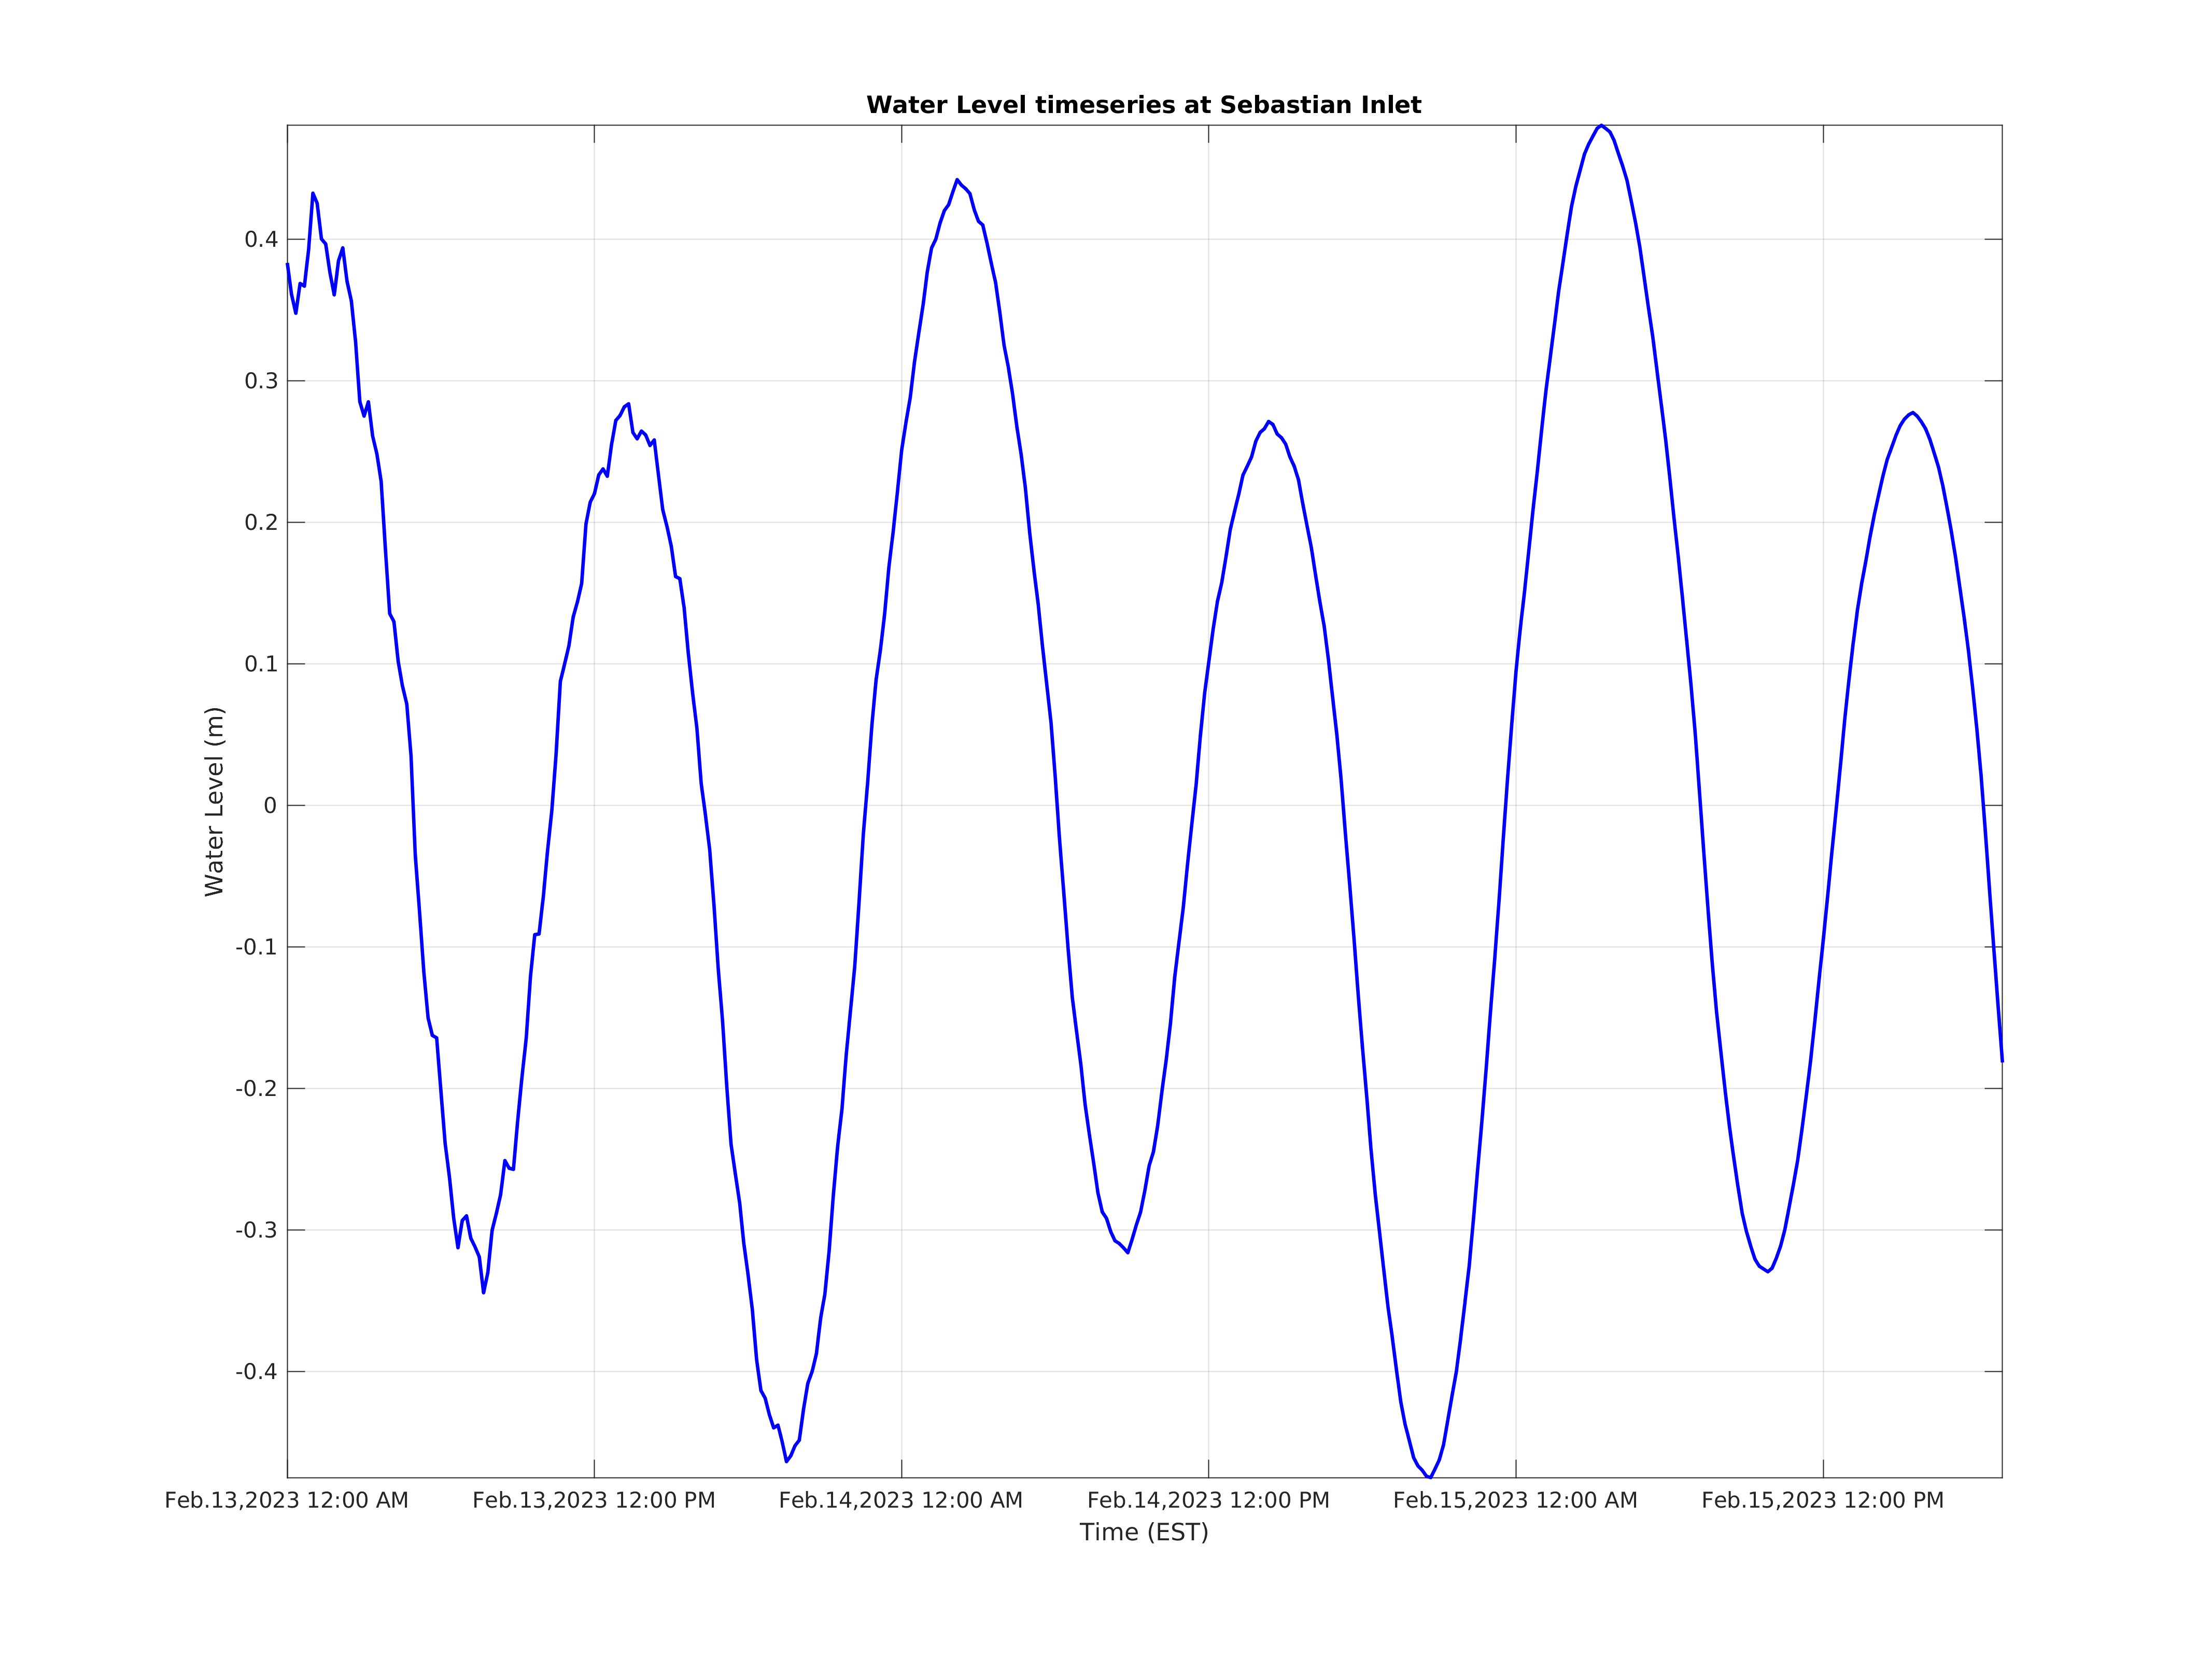 Water Level timeseries at Sebastian Inlet
0.4
0.3
0.2
0.1
0
-0.1
-0.2
-0.3
-0.4
Water Level (m)
Feb.13,2023 12:00 AM
Feb.13,2023 12:00 PM
Feb.14,2023 12:00 AM
Feb.14,2023 12:00 PM
Feb.15,2023 12:00 AM
Feb.15,2023 12:00 PM
Time (EST)